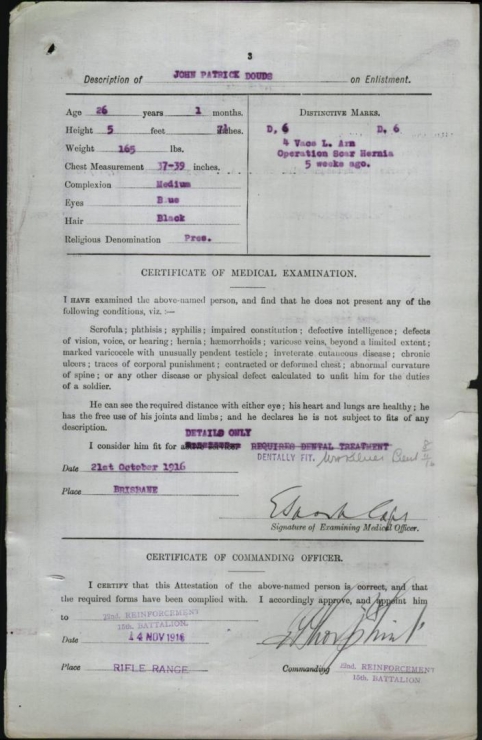 3
Description of JOHN PATRICK DOUDS on Enlistment.
Age 26 years 1 months.
Height 5 feet 7½ inches.
Weight 165 lbs.
Chest Measurement 37-39 inches.
Complexion Medium
Eyes Blue
Hair Black
Religious Denomination Pres.
DISTINCTIVE MARKS.
D. 6 B. 6
4 Vacs L. Arm
Operation Scar Hernia
5 weeks ago.
CERTIFICATE OF MEDICAL EXAMINATION.
I HAVE examined the above-named person, and find that he does not present any of the
following conditions, viz. :—
Scrofula; phthisis; syphilis; impaired constitution; defective intelligence; defects
of vision, voice, or hearing; hernia; hæmorrhoids; varicose veins, beyond a limited extent;
marked varicocele with unusually pendent testicle; inveterate cutaneous disease; chronic
ulcers; traces of corporal punishment; contracted or deformed chest; abnormal curvature
of spine; or any other disease or physical defect calculated to unfit him for the duties
of a soldier.
He can see the required distance with either eye; his heart and lungs are healthy; he
has the free use of his joints and limbs; and he declares he is not subject to fits of any
description.
DETAILS ONLY
I consider him fit for REQUIRES DENTAL TREATMENT
DENTALLY FIT.
Date 21st October 1916
Place BRISBANE
Capt
Signature of Examining Medical Officer.
CERTIFICATE OF COMMANDING OFFICER.
I CERTIFY that this Attestation of the above-named person is correct, and that
the required forms have been complied with. I accordingly approve, and appoint him
to 22nd. REINFORCEMENT
15th. BATTALION.
Date 14 NOV 1916
Place RIFLE RANGE
Commanding 22nd. REINFORCEMENT
15th. BATTALION